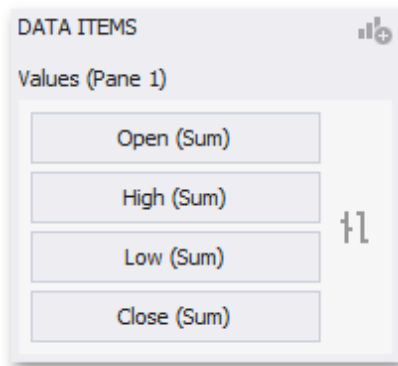 DATA ITEMS
Values (Pane 1)
Open (Sum)
High (Sum)
Low (Sum)
Close (Sum)